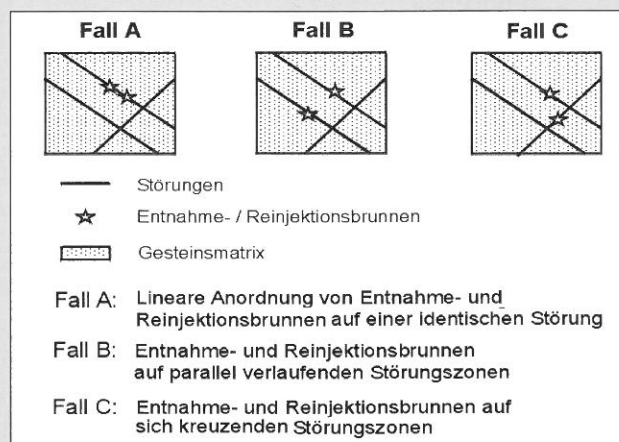 Fall A
Fall B
Fall C
Störungen
Entnahme- / Reinjektionsbrunnen
Gesteinsmatrix
Fall A: Lineare Anordnung von Entnahme- und
Reinjektionsbrunnen auf einer identischen Störung
Fall B: Entnahme- und Reinjektionsbrunnen
auf parallel verlaufenden Störungszonen
Fall C: Entnahme- und Reinjektionsbrunnen auf
sich kreuzenden Störungszonen